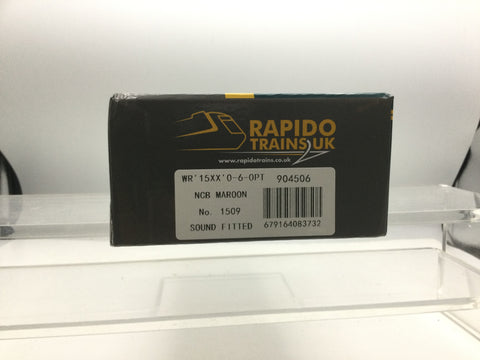 RAPIDO
TRAINS UK
www.rapidotrains.co.uk
WR'15XX'0-6-0PT 904506
NCB MAROON
No. 1509
SOUND FITTED 679164083732